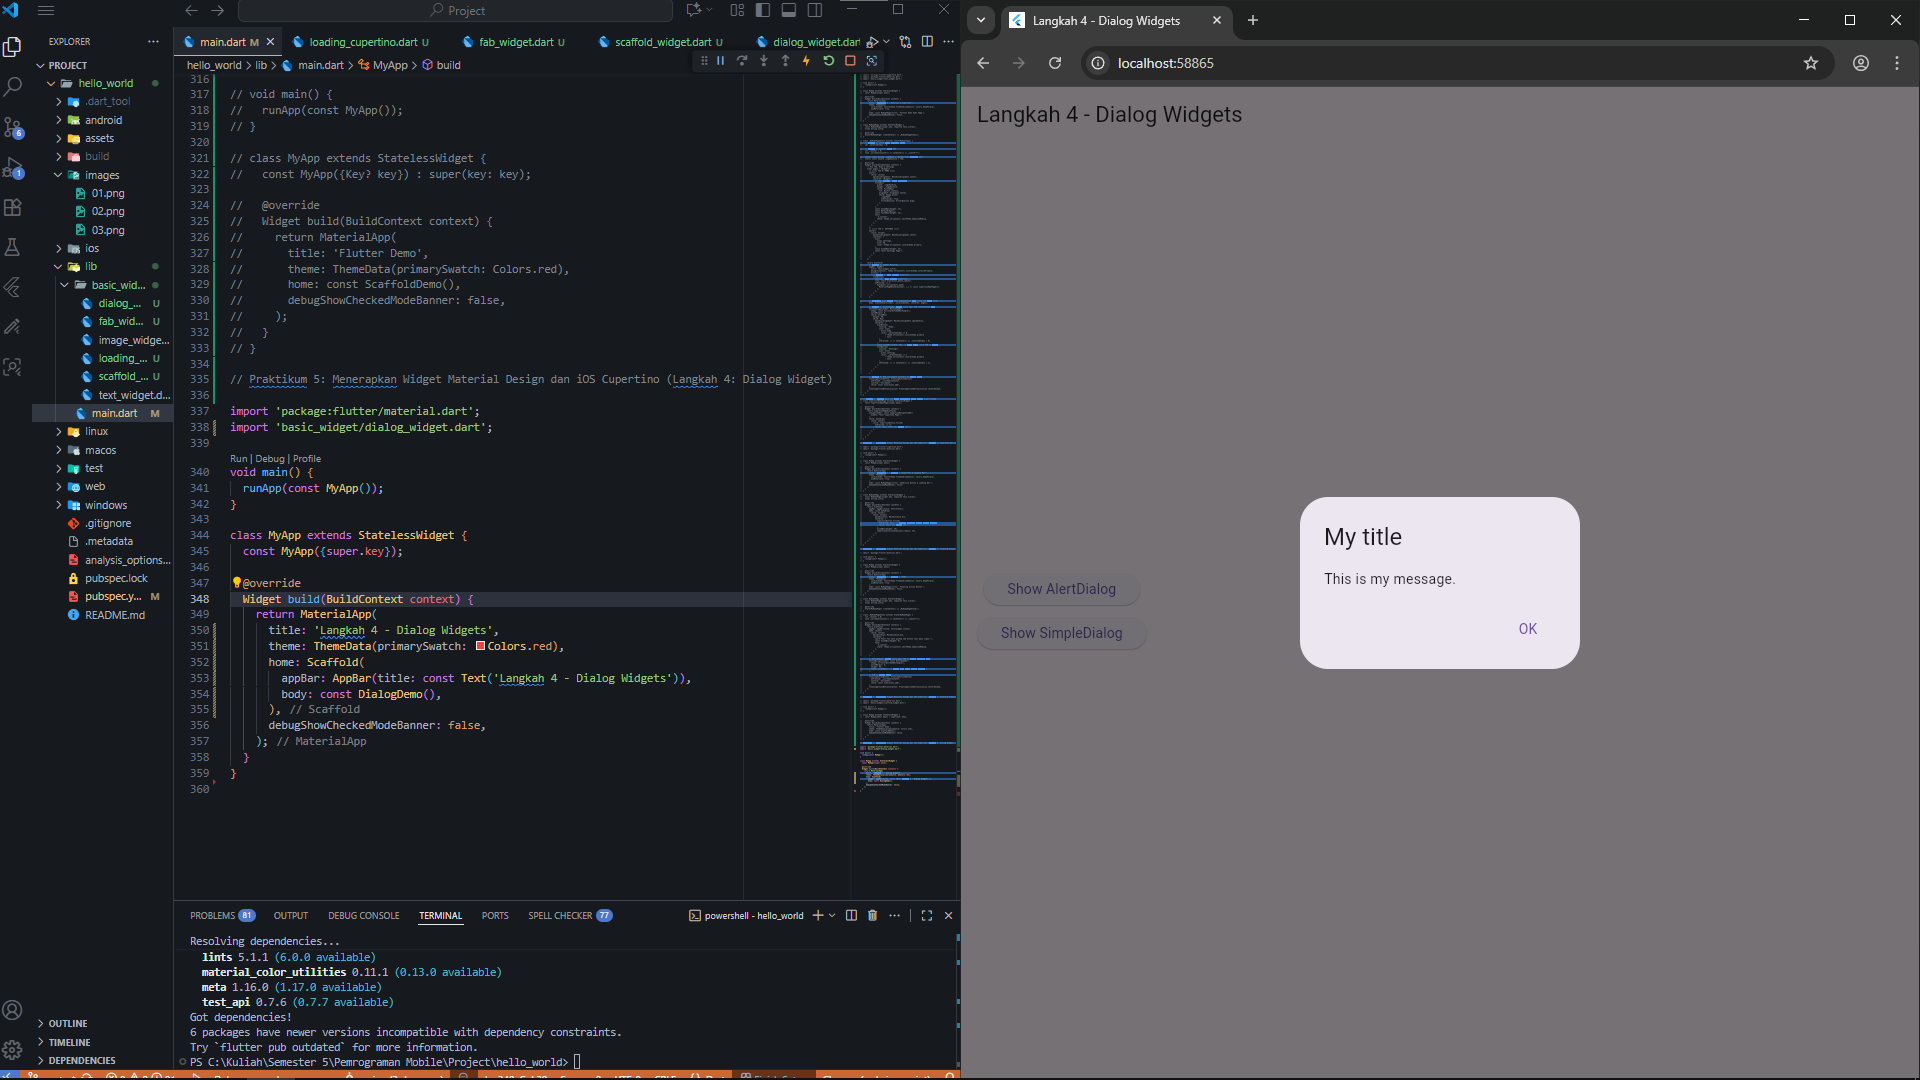 Project
EXPLORER
PROJECT
hello_world
.dart_tool
android
assets
build
images
01.png
02.png
03.png
ios
lib
basic_wid...
dialog_... U
fab_wid... U
image_widge...
loading_... U
scaffold_... U
text_widget.d...
main.dart M
linux
macos
test
web
windows
.gitignore
.metadata
analysis_options...
pubspec.lock
pubspec.y... M
README.md
OUTLINE
TIMELINE
DEPENDENCIES
6
1
main.dart M
loading_cupertino.dart U
fab_widget.dart U
scaffold_widget.dart U
dialog_widget.dart
hello_world > lib > main.dart > MyApp > build
316
317 // void main() {
318 //   runApp(const MyApp());
319 // }
320
321 // class MyApp extends StatelessWidget {
322 //   const MyApp({Key? key}) : super(key: key);
323
324 //   @override
325 //   Widget build(BuildContext context) {
326 //     return MaterialApp(
327 //       title: 'Flutter Demo',
328 //       theme: ThemeData(primarySwatch: Colors.red),
329 //       home: const ScaffoldDemo(),
330 //       debugShowCheckedModeBanner: false,
331 //     );
332 //   }
333 // }
334
335 // Praktikum 5: Menerapkan Widget Material Design dan iOS Cupertino (Langkah 4: Dialog Widget)
336
337 import 'package:flutter/material.dart';
338 import 'basic_widget/dialog_widget.dart';
339
Run | Debug | Profile
340 void main() {
341   runApp(const MyApp());
342 }
343
344 class MyApp extends StatelessWidget {
345   const MyApp({super.key});
346
347   @override
348   Widget build(BuildContext context) {
349     return MaterialApp(
350       title: 'Langkah 4 - Dialog Widgets',
351       theme: ThemeData(primarySwatch: Colors.red),
352       home: Scaffold(
353         appBar: AppBar(title: const Text('Langkah 4 - Dialog Widgets')),
354         body: const DialogDemo(),
355       ), // Scaffold
356       debugShowCheckedModeBanner: false,
357     ); // MaterialApp
358   }
359 }
360
PROBLEMS 81 OUTPUT DEBUG CONSOLE TERMINAL PORTS SPELL CHECKER 77
powershell - hello_world
Resolving dependencies...
lints 5.1.1 (6.0.0 available)
material_color_utilities 0.11.1 (0.13.0 available)
meta 1.16.0 (1.17.0 available)
test_api 0.7.6 (0.7.7 available)
Got dependencies!
6 packages have newer versions incompatible with dependency constraints.
Try `flutter pub outdated` for more information.
PS C:\Kuliah\Semester 5\Pemrograman Mobile\Project\hello_world>
Langkah 4 - Dialog Widgets
localhost:58865
Langkah 4 - Dialog Widgets
Show AlertDialog
Show SimpleDialog
My title
This is my message.
OK